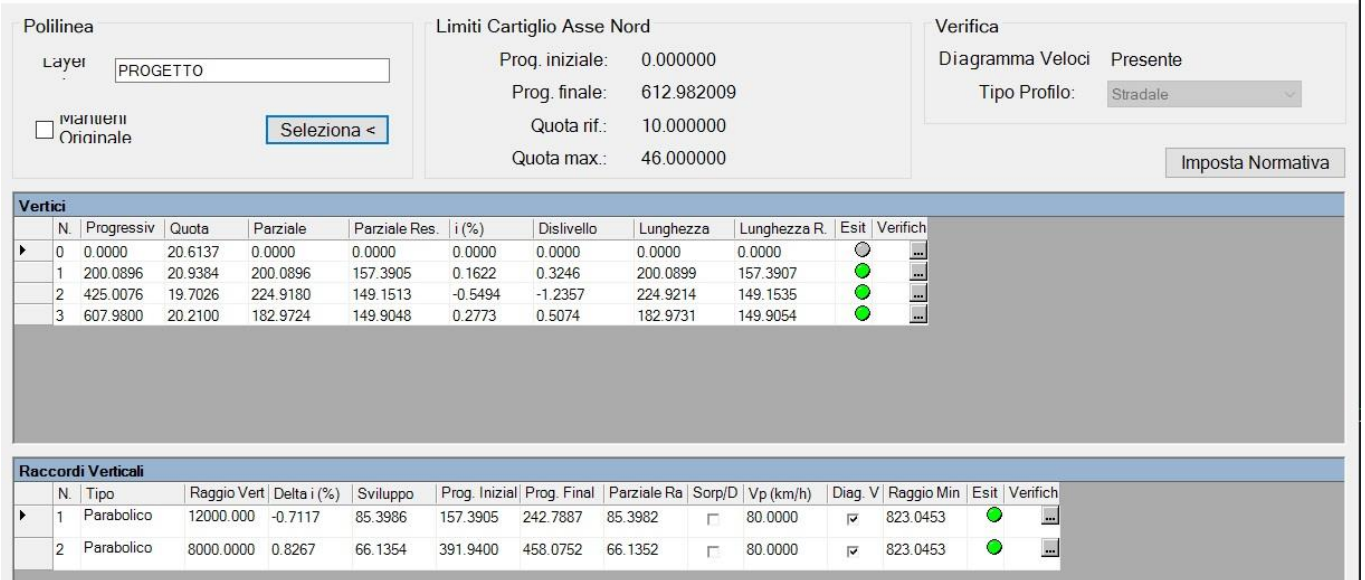 Polilinea
Layer PROGETTO
Mantieni
Originale
Seleziona <
Limiti Cartiglio Asse Nord
Prog. iniziale: 0.000000
Prog. finale: 612.982009
Quota rif.: 10.000000
Quota max.: 46.000000
Verifica
Diagramma Veloci Presente
Tipo Profilo: Stradale
Imposta Normativa
Vertici
N. Progressiv Quota Parziale Parziale Res. i (%) Dislivello Lunghezza Lunghezza R. Esit Verifich
0 0.0000 20.6137 0.0000 0.0000 0.0000 0.0000 0.0000 0.0000 ...
1 200.0896 20.9384 200.0896 157.3905 0.1622 0.3246 200.0899 157.3907 ...
2 425.0076 19.7026 224.9180 149.1513 -0.5494 -1.2357 224.9214 149.1535 ...
3 607.9800 20.2100 182.9724 149.9048 0.2773 0.5074 182.9731 149.9054 ...
Raccordi Verticali
N. Tipo Raggio Vert Delta i (%) Sviluppo Prog. Inizial Prog. Final Parziale Ra Sorp/D Vp (km/h) Diag. V Raggio Min Esit Verifich
1 Parabolico 12000.000 -0.7117 85.3986 157.3905 242.7887 85.3982 80.0000 823.0453 ...
2 Parabolico 8000.0000 0.8267 66.1354 391.9400 458.0752 66.1352 80.0000 823.0453 ...